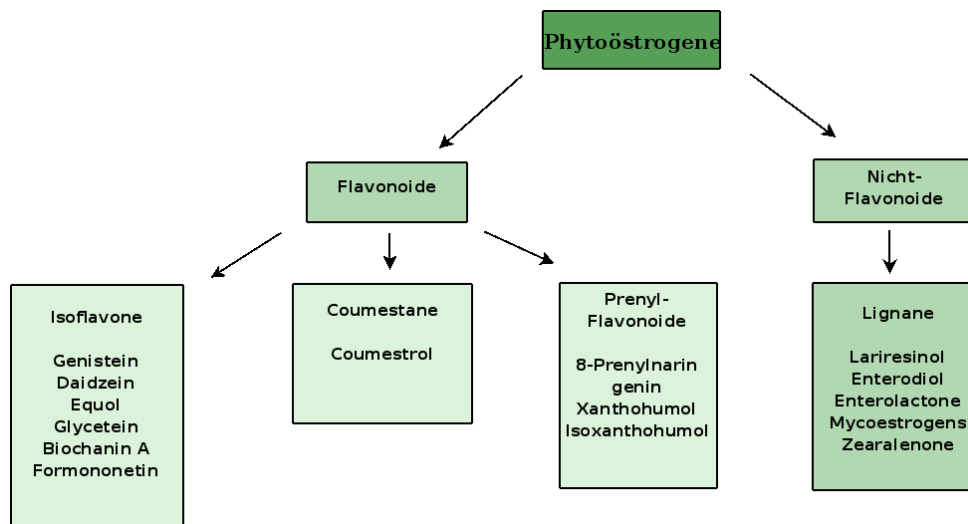 Phytoöstrogene
Flavonoide
Nicht-
Flavonoide
Isoflavone
Genistein
Daidzein
Equol
Glycetein
Biochanin A
Formononetin
Coumestane
Coumestrol
Prenyl-
Flavonoide
8-Prenylnarin
genin
Xanthohumol
Isoxanthohumol
Lignane
Lariresinol
Enterodiol
Enterolactone
Mycoestrogens
Zearalenone